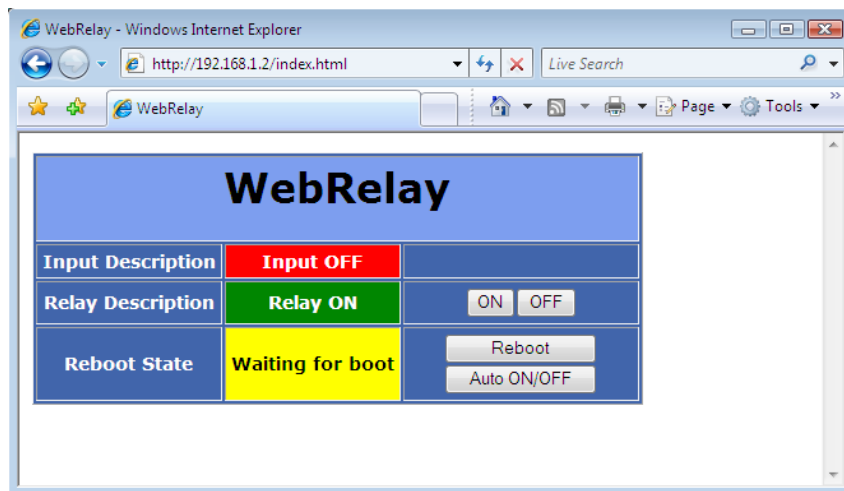 WebRelay - Windows Internet Explorer
http://192.168.1.2/index.html
Live Search
WebRelay
Page
Tools
WebRelay
Input Description Input OFF
Relay Description Relay ON ON OFF
Reboot State Waiting for boot Reboot
Auto ON/OFF